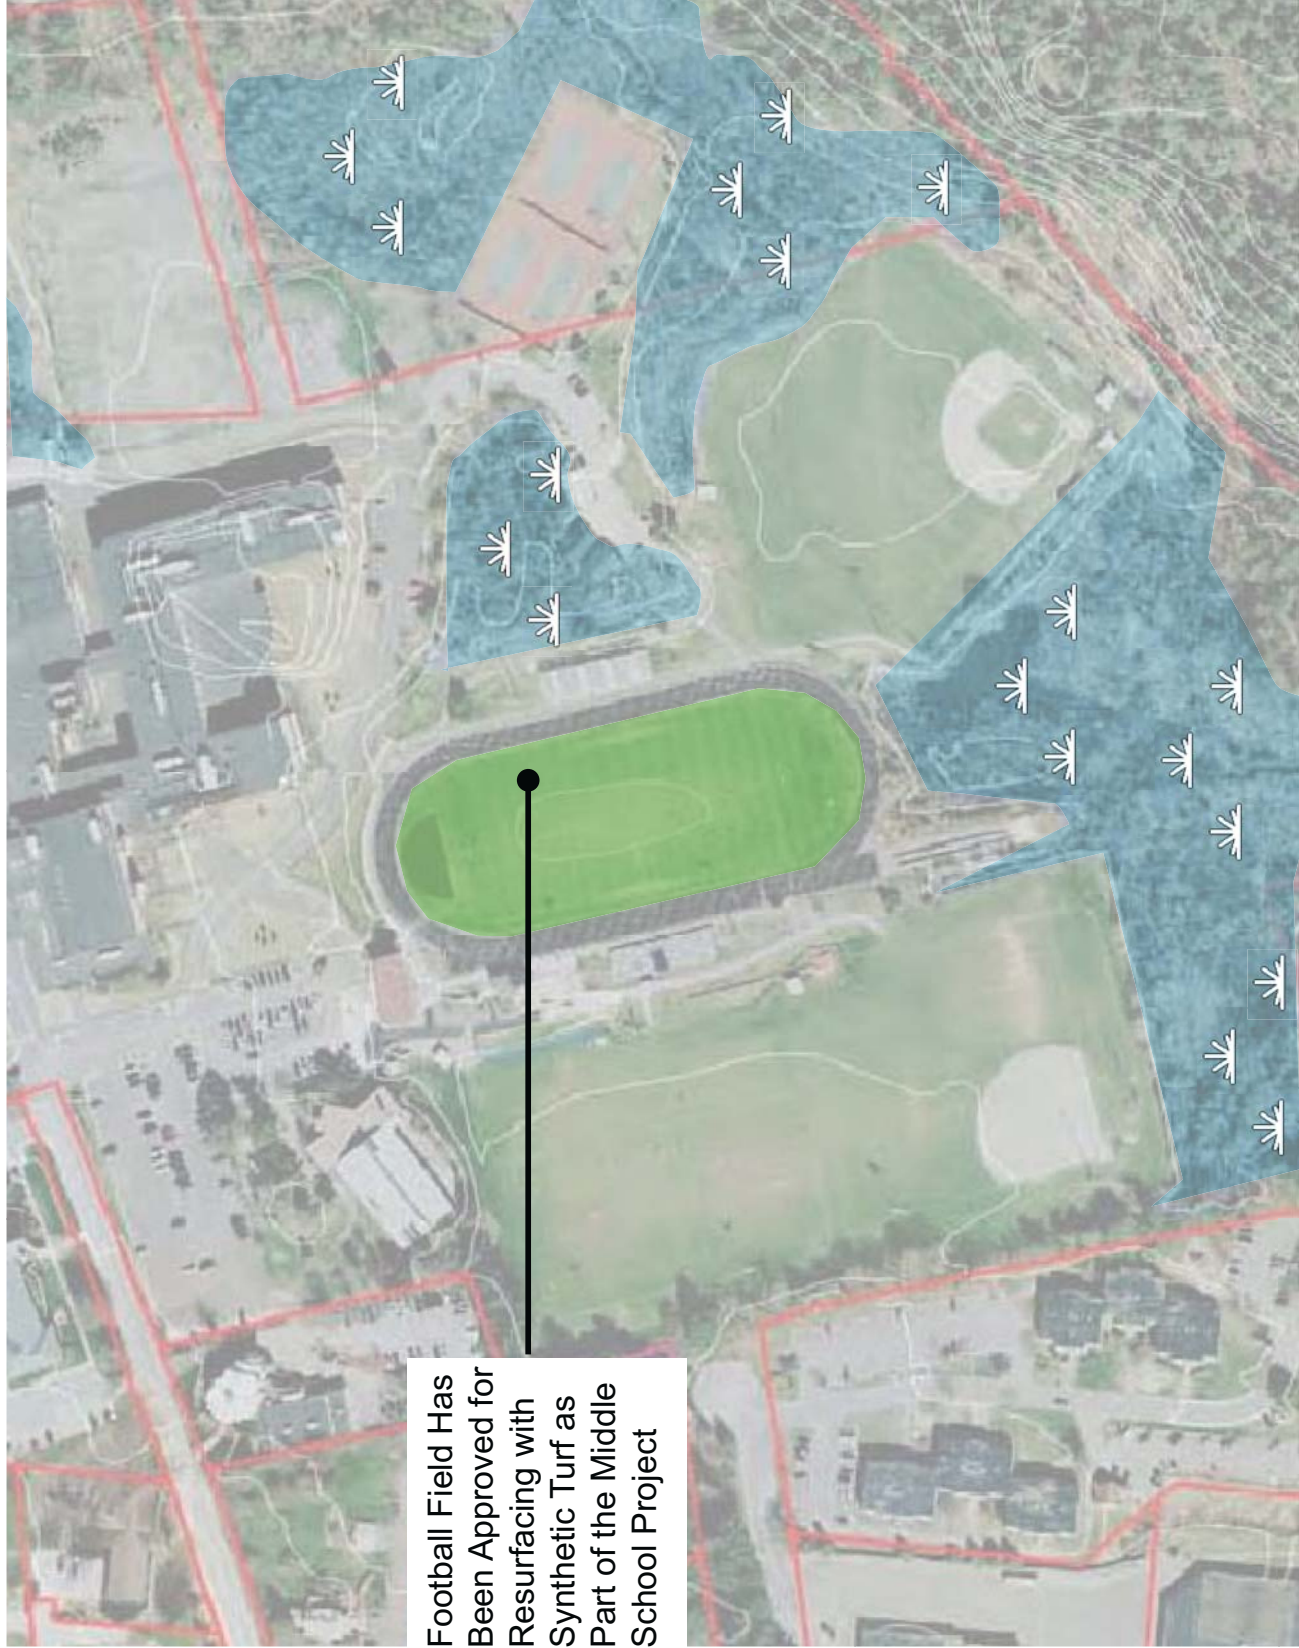 Football Field Has
Been Approved for
Resurfacing with
Synthetic Turf as
Part of the Middle
School Project